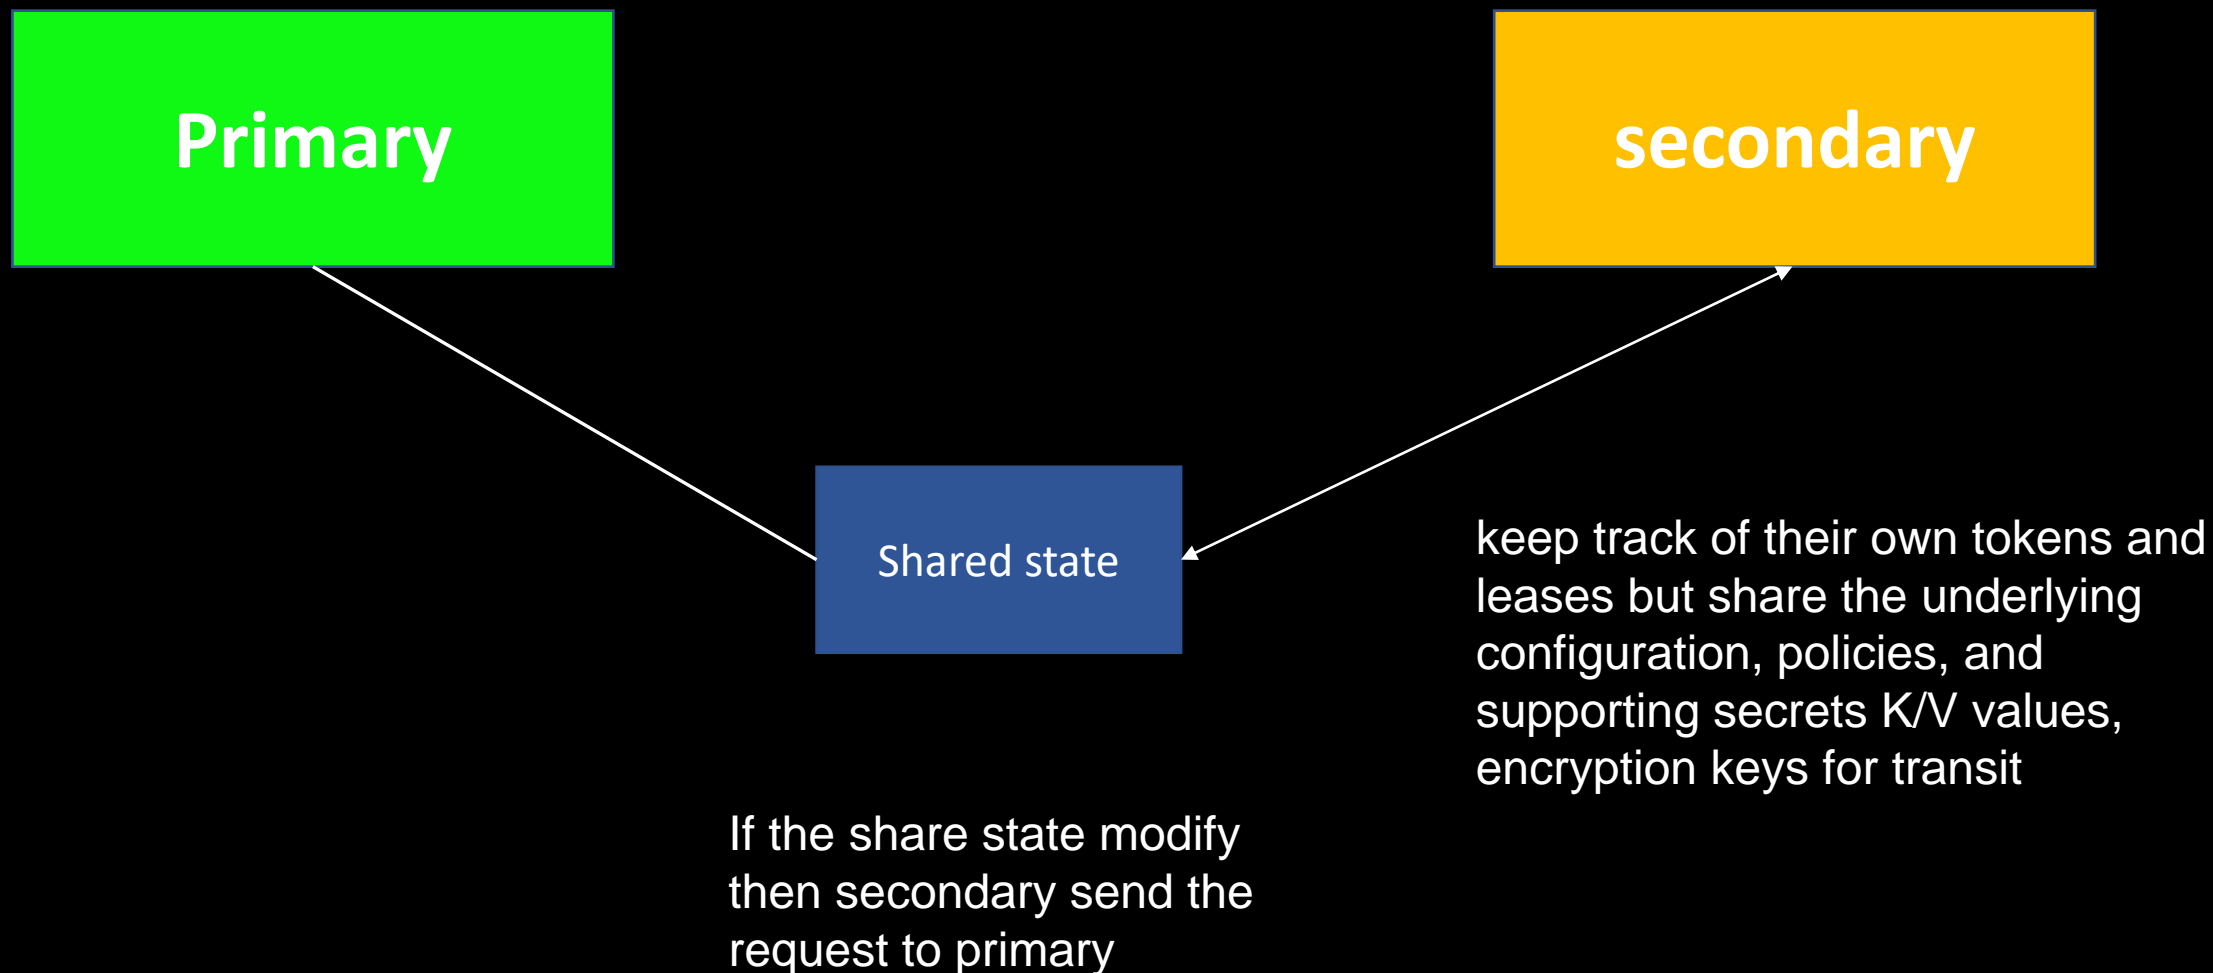 Primary
secondary
Shared state
keep track of their own tokens and
leases but share the underlying
configuration, policies, and
supporting secrets K/V values,
encryption keys for transit
If the share state modify
then secondary send the
request to primary